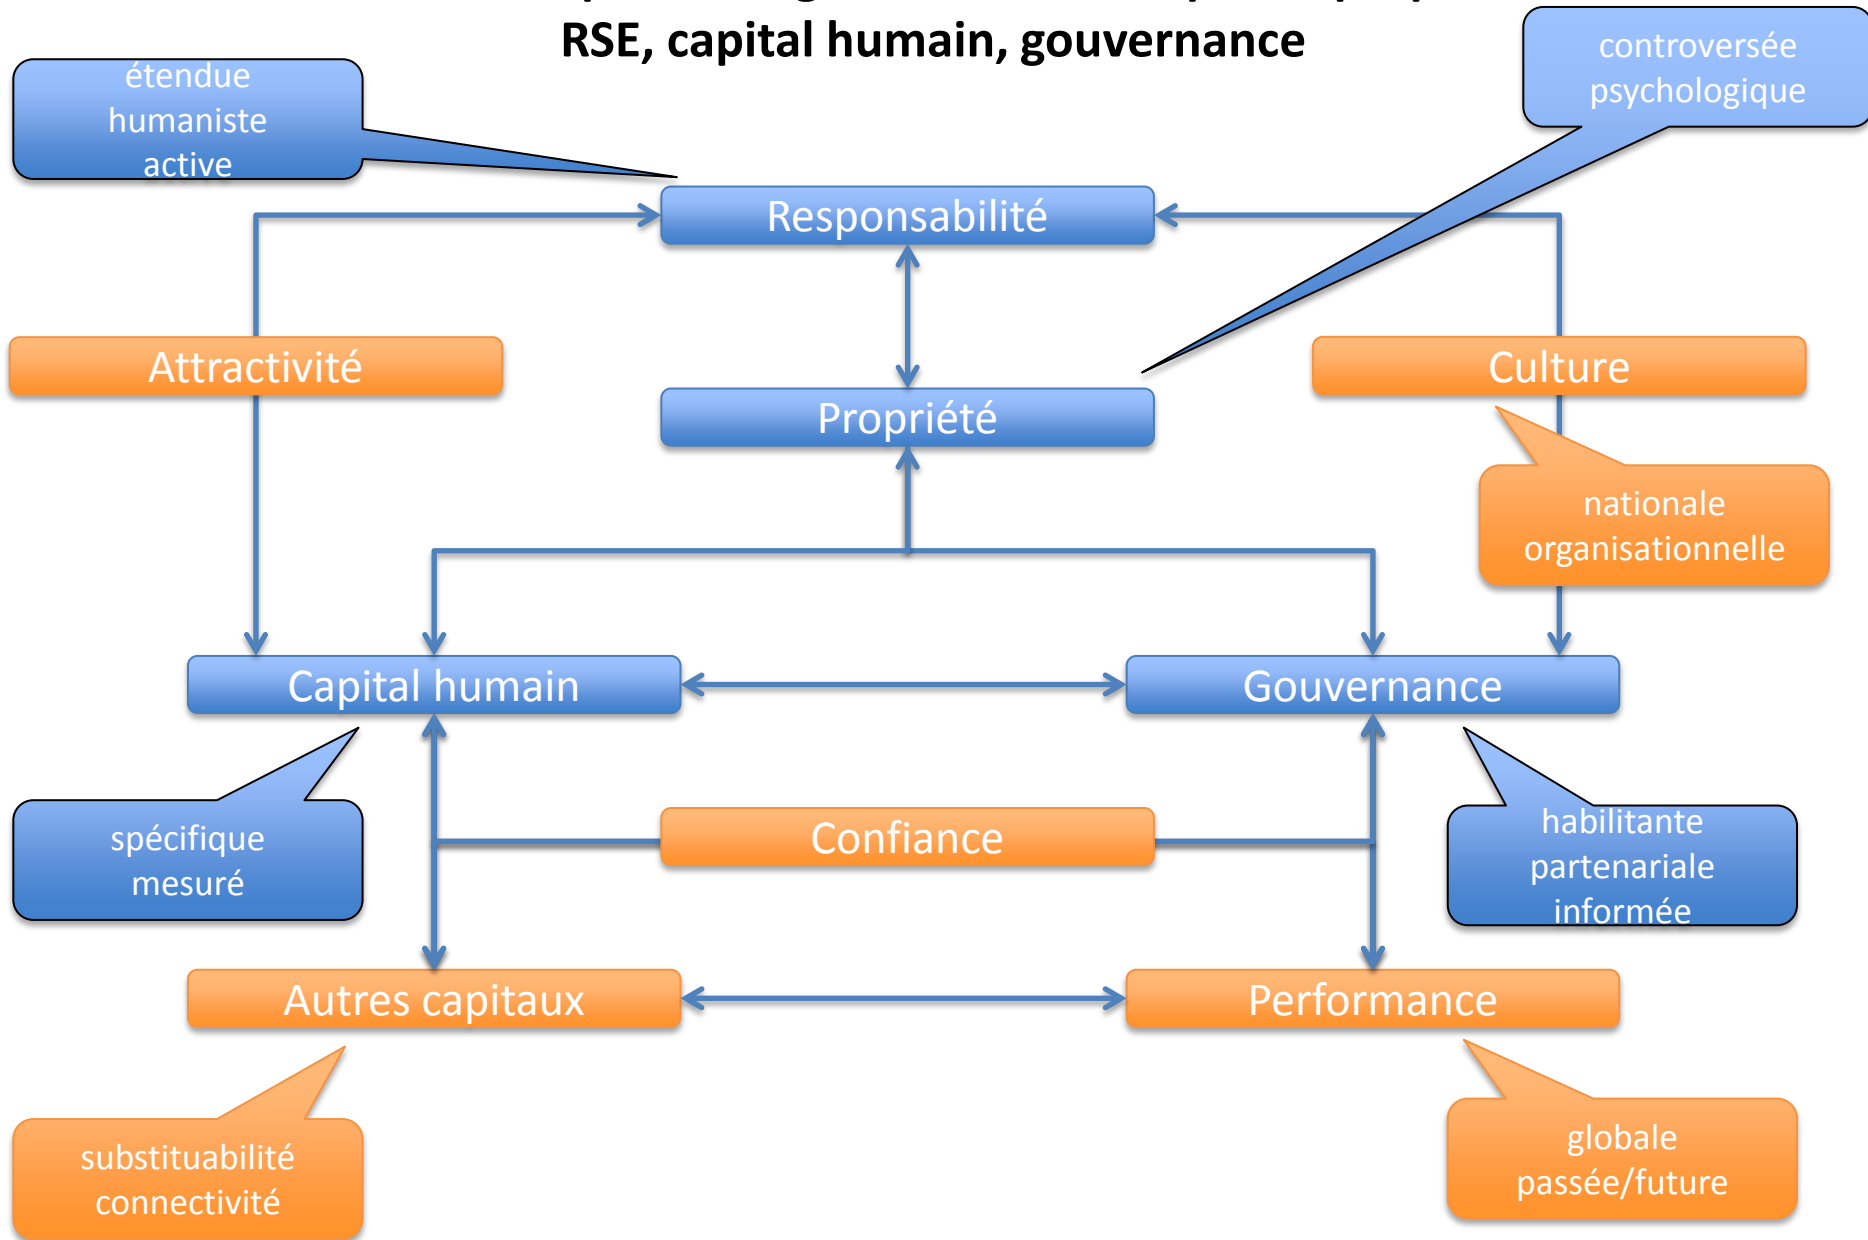 RSE, capital humain, gouvernance
étendue
humaniste
active
controversée
psychologique
Responsabilité
Attractivité
Culture
Propriété
nationale
organisationnelle
Capital humain
Gouvernance
spécifique
mesuré
Confiance
habilitante
partenariale
informée
Autres capitaux
Performance
substituabilité
connectivité
globale
passée/future